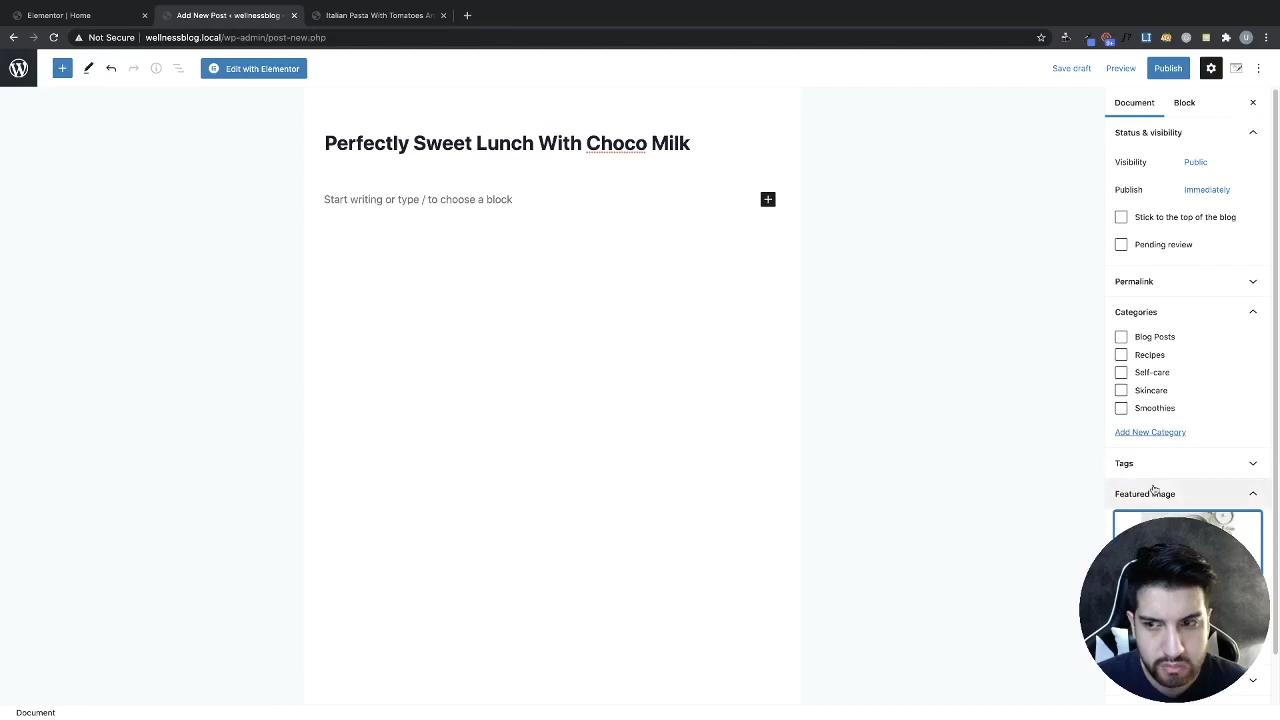 Elementor | Home
Add New Post ‹ wellnessblog
Italian Pasta With Tomatoes An
Not Secure
wellnessblog.local/wp-admin/post-new.php
Edit with Elementor
Save draft
Preview
Publish
Document
Block
Status & visibility
Visibility Public
Publish Immediately
Stick to the top of the blog
Pending review
Permalink
Categories
Blog Posts
Recipes
Self-care
Skincare
Smoothies
Add New Category
Tags
Featured image
Perfectly Sweet Lunch With Choco Milk
Start writing or type / to choose a block
Document